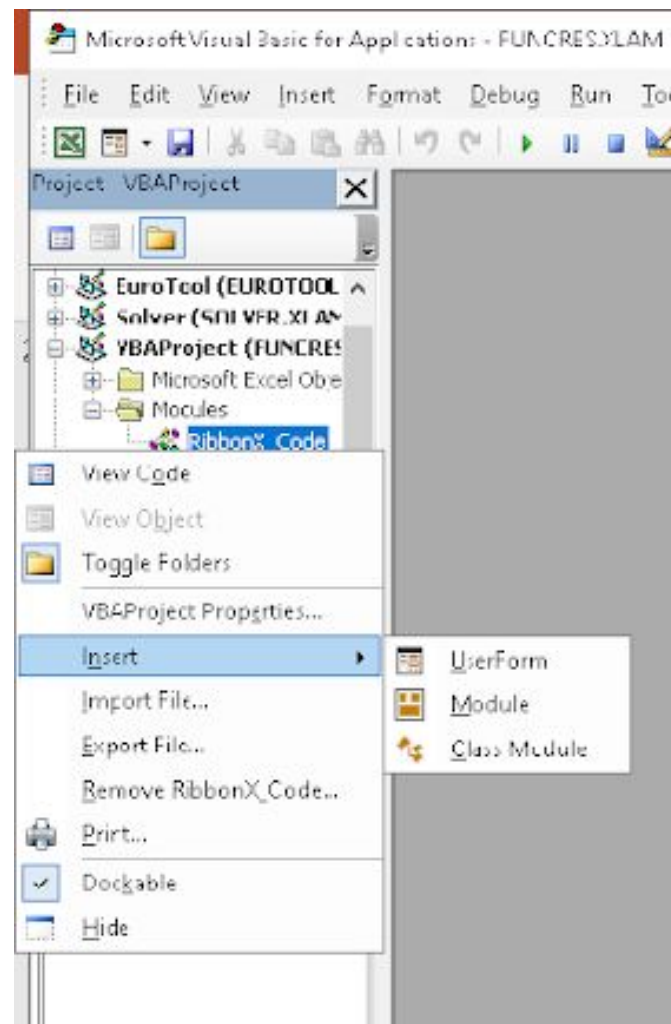 Microsoft Visual Basic for Applications - FUNCRES.XLAM
File Edit View Insert Format Debug Run Too
Project VBAProject
EuroTool (EUROTOOL
Solver (SOLVER.XLAM
VBAProject (FUNCRES
Microsoft Excel Obje
Modules
RibbonX_Code
View Code
View Object
Toggle Folders
VBAProject Properties...
Insert
UserForm
Module
Class Module
Import File...
Export File...
Remove RibbonX_Code...
Print...
Dockable
Hide